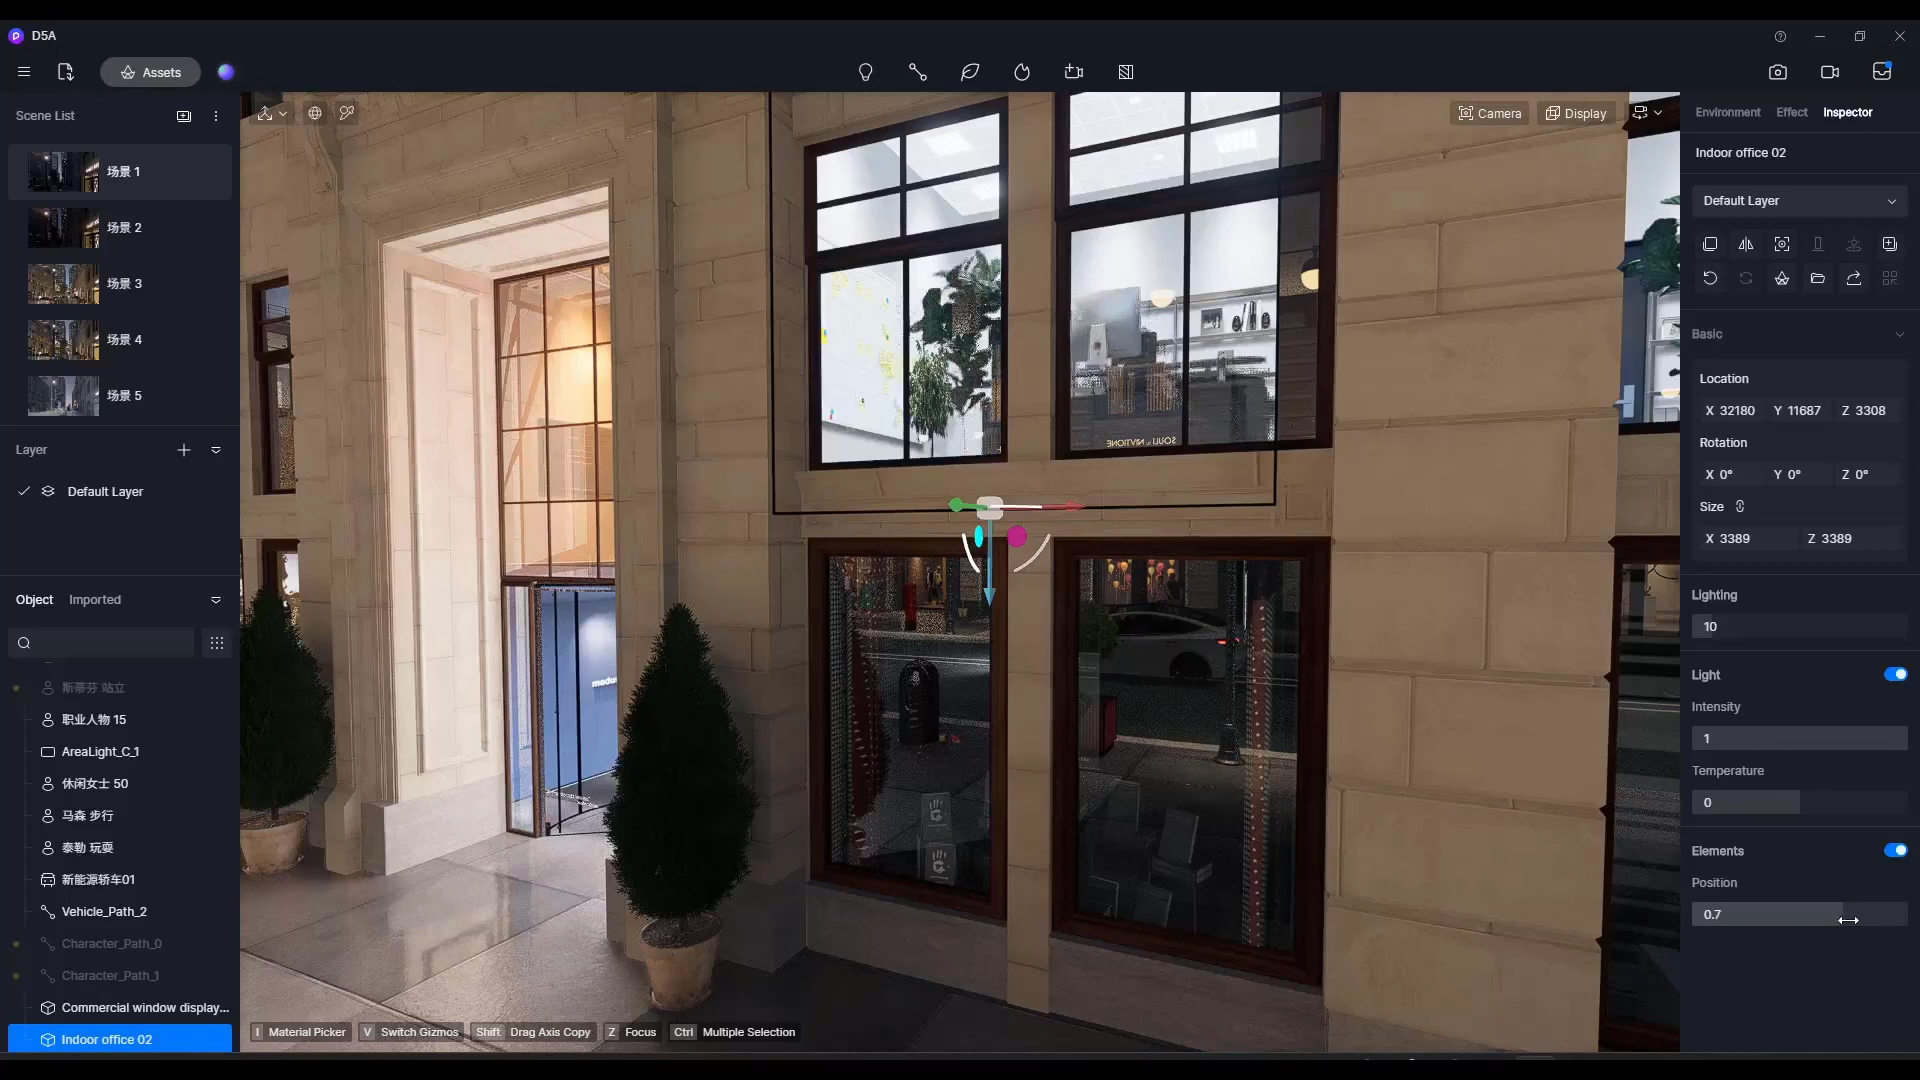 D5A
Assets
Scene List
场景 1
场景 2
场景 3
场景 4
场景 5
Layer
Default Layer
Object
Imported
斯蒂芬 站立
职业人物 15
AreaLight_C_1
休闲女士 50
马森 步行
泰勒 玩耍
新能源轿车01
Vehicle_Path_2
Character_Path_0
Character_Path_1
Commercial window display...
Indoor office 02
Camera
Display
medus
I Material Picker V Switch Gizmos Shift Drag Axis Copy Z Focus Ctrl Multiple Selection
Environment Effect Inspector
Indoor office 02
Default Layer
Basic
Location
X 32180 Y 11687 Z 3308
Rotation
X 0° Y 0° Z 0°
Size
X 3389 Z 3389
Lighting
10
Light
Intensity
1
Temperature
0
Elements
Position
0.7